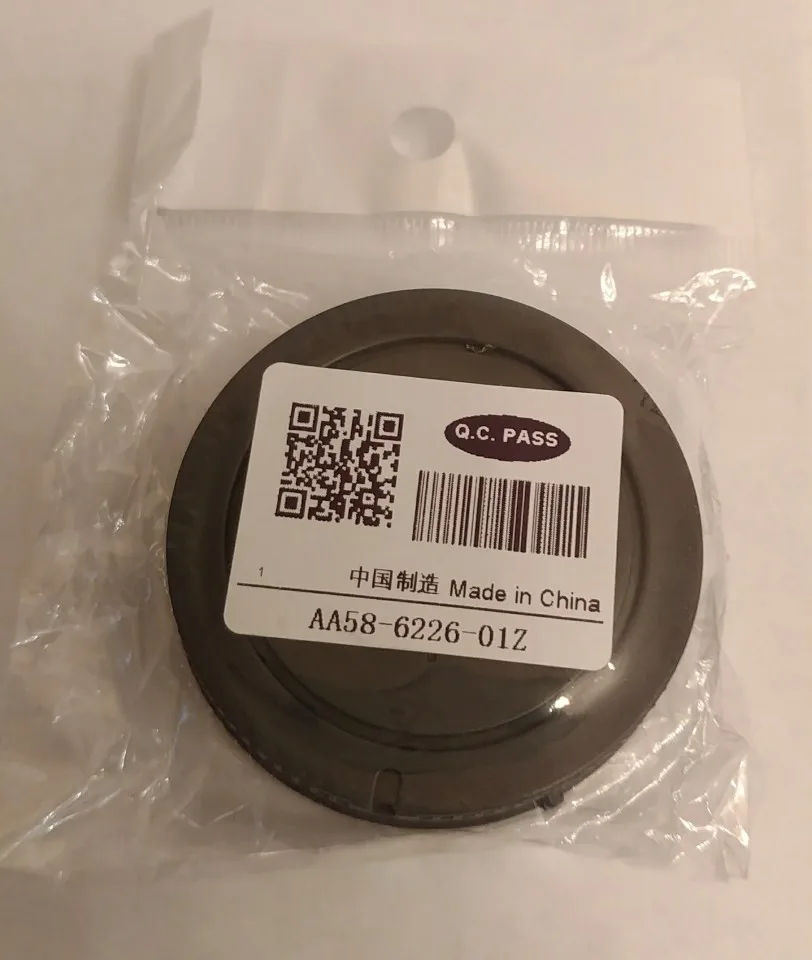 Q.C. PASS
1
中国制造 Made in China
AA58-6226-01Z